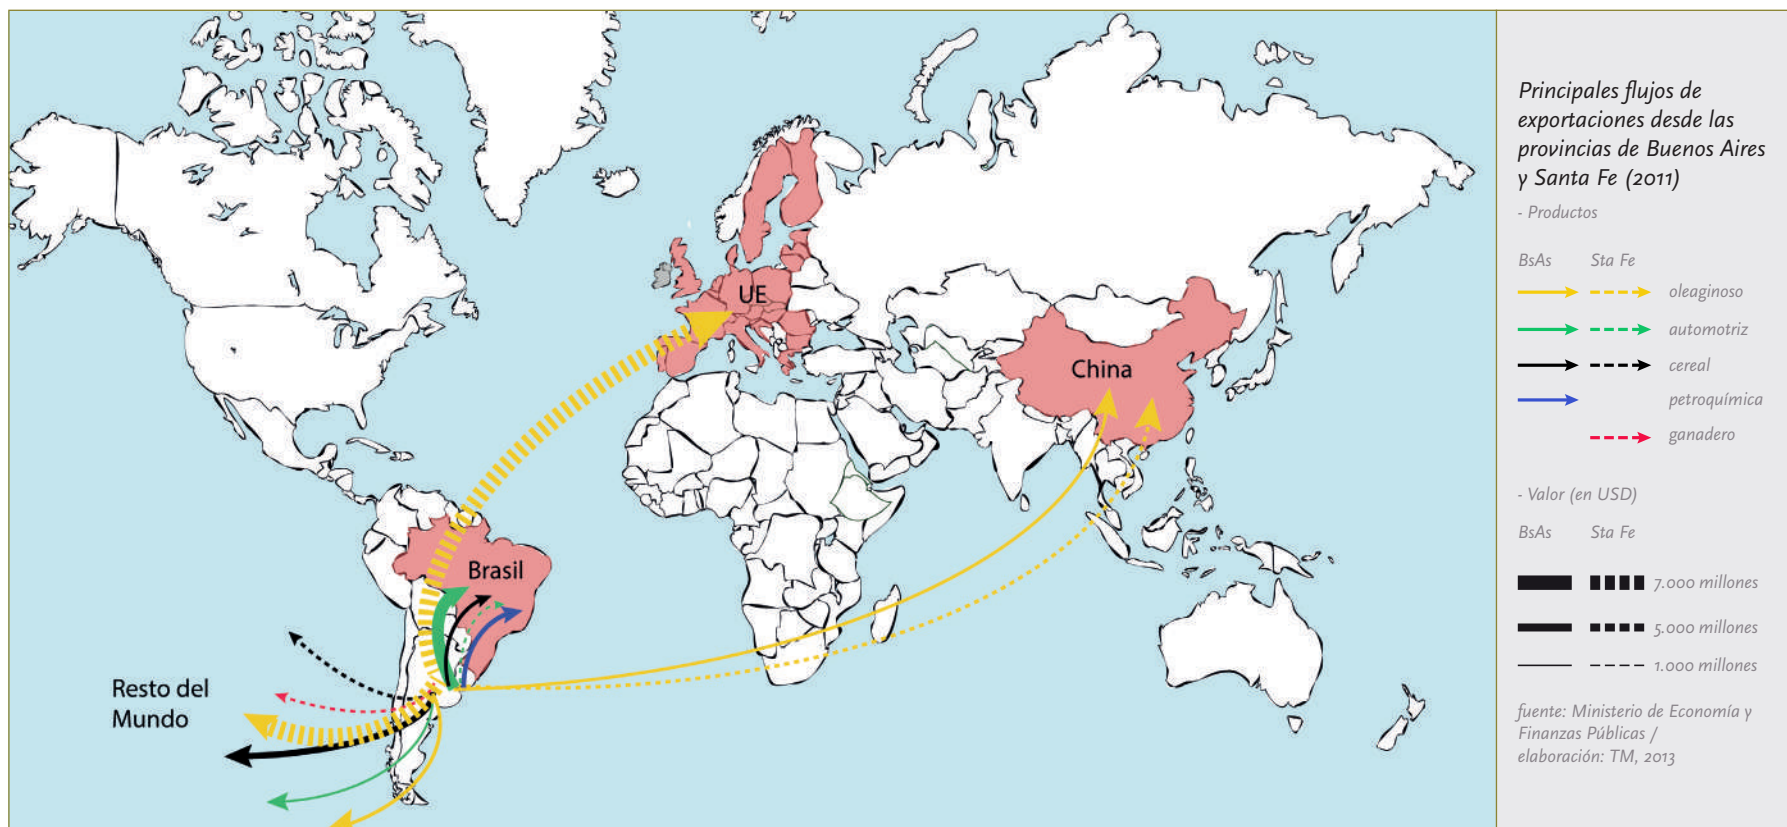 UE
China
Brasil
Resto del
Mundo
Principales flujos de
exportaciones desde las
provincias de Buenos Aires
y Santa Fe (2011)
- Productos
BsAs Sta Fe
oleaginoso
automotriz
cereal
petroquímica
ganadero
- Valor (en USD)
BsAs Sta Fe
7.000 millones
5.000 millones
1.000 millones
fuente: Ministerio de Economía y
Finanzas Públicas /
elaboración: TM, 2013